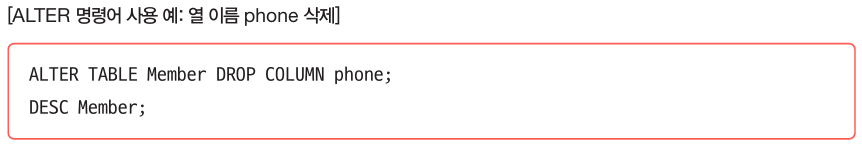 [ALTER 명령어 사용 예: 열 이름 phone 삭제]
ALTER TABLE Member DROP COLUMN phone;
DESC Member;